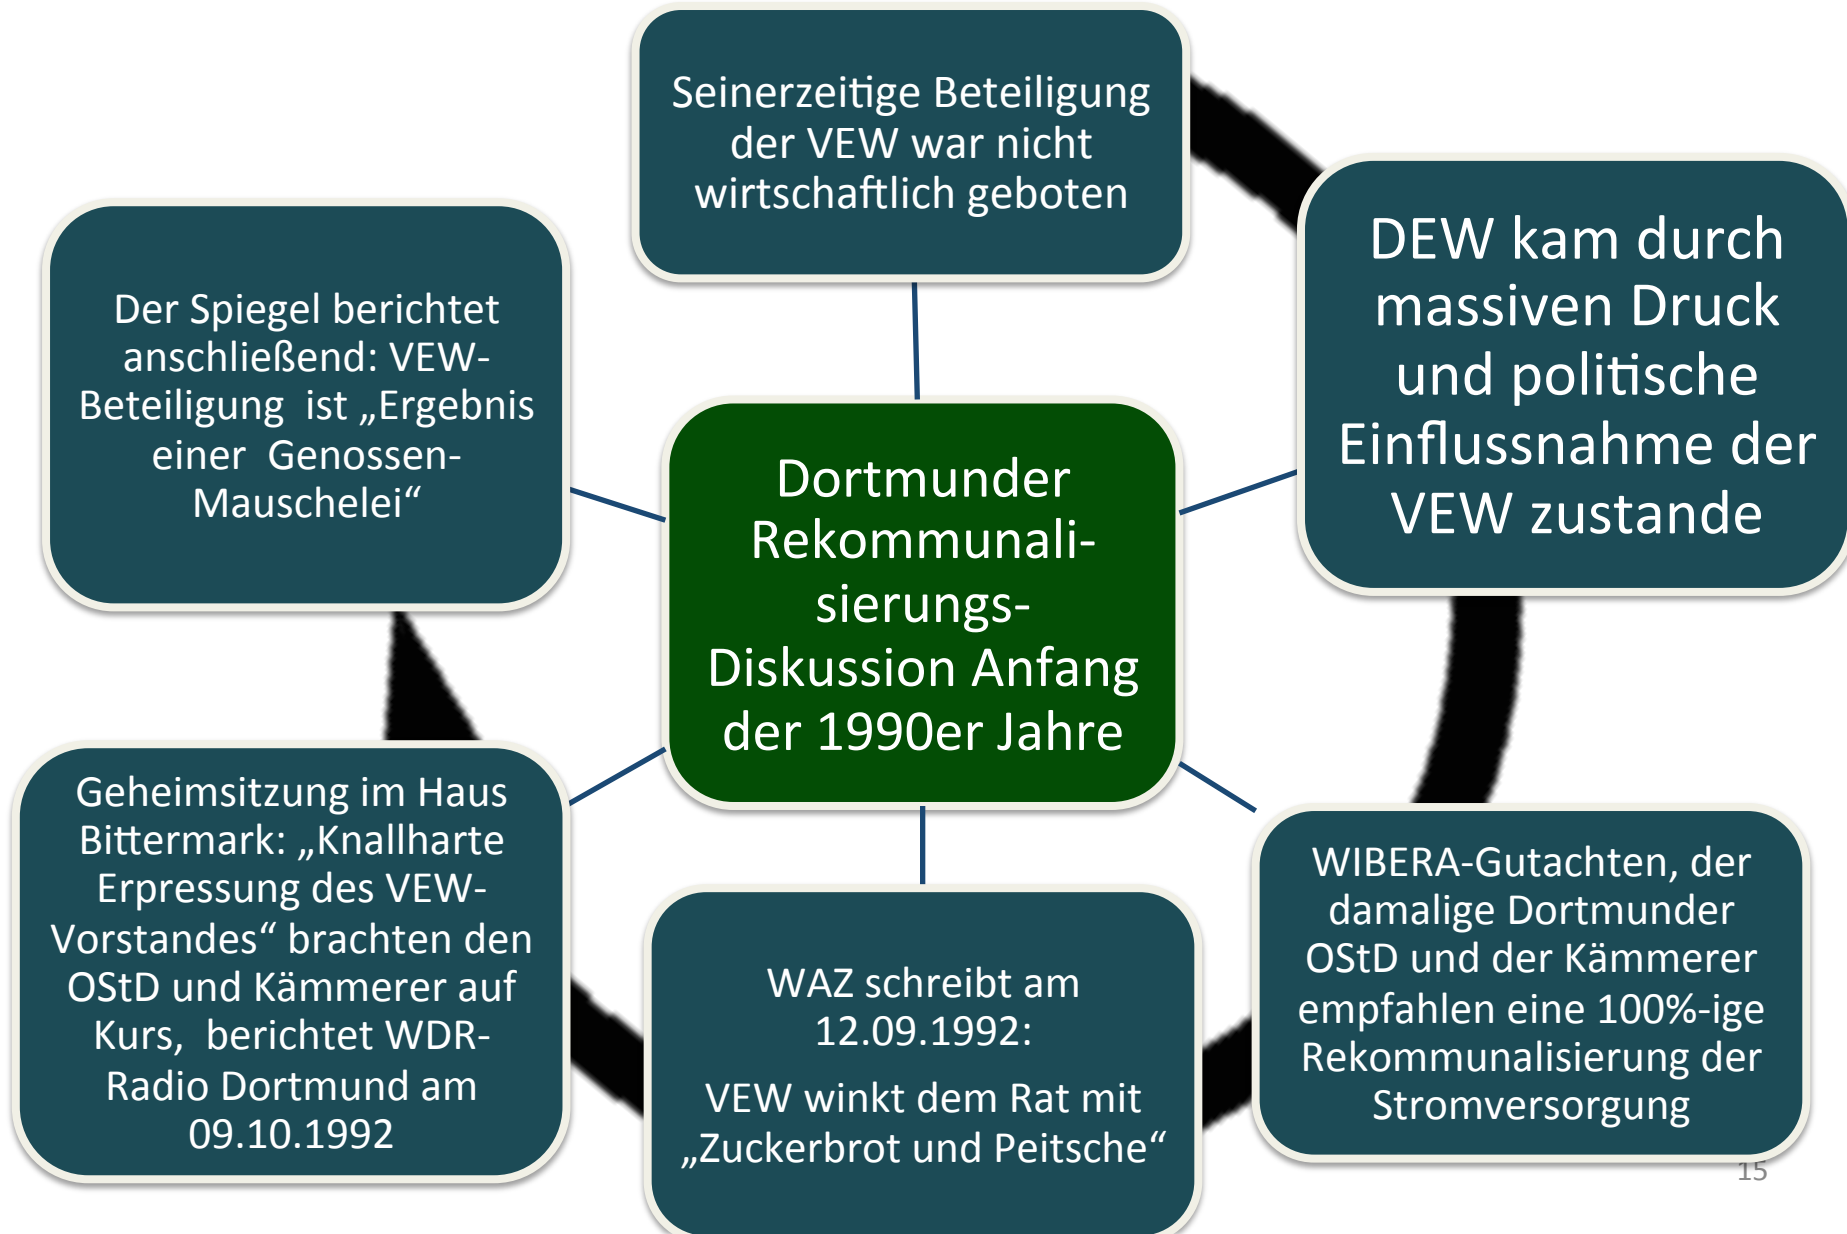 Seinerzeitige Beteiligung
der VEW war nicht
wirtschaftlich geboten
DEW kam durch
massiven Druck
und politische
Einflussnahme der
VEW zustande
WIBERA-Gutachten, der
damalige Dortmunder
OStD und der Kämmerer
empfahlen eine 100%-ige
Rekommunalisierung der
Stromversorgung
WAZ schreibt am
12.09.1992:
VEW winkt dem Rat mit
„Zuckerbrot und Peitsche“
Geheimsitzung im Haus
Bittermark: „Knallharte
Erpressung des VEW-
Vorstandes“ brachten den
OStD und Kämmerer auf
Kurs,  berichtet WDR-
Radio Dortmund am
09.10.1992
Der Spiegel berichtet
anschließend: VEW-
Beteiligung  ist „Ergebnis
einer  Genossen-
Mauschelei“
Dortmunder
Rekommunali-
sierungs-
Diskussion Anfang
der 1990er Jahre
15